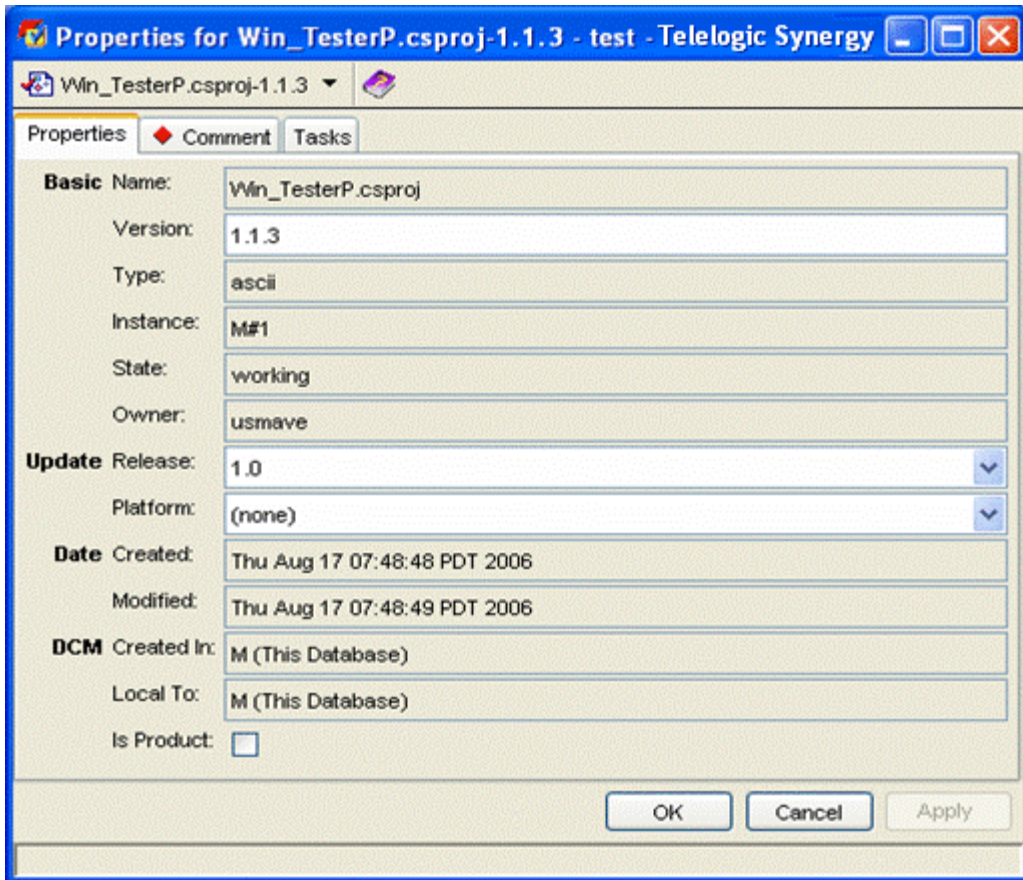 Properties for Win_TesterP.csproj-1.1.3 - test - Telelogic Synergy
Win_TesterP.csproj-1.1.3
Properties Comment Tasks
Basic Name: Win_TesterP.csproj
Version: 1.1.3
Type: ascii
Instance: M#1
State: working
Owner: usmave
Update Release: 1.0
Platform: (none)
Date Created: Thu Aug 17 07:48:48 PDT 2006
Modified: Thu Aug 17 07:48:49 PDT 2006
DCM Created In: M (This Database)
Local To: M (This Database)
Is Product:
OK Cancel Apply